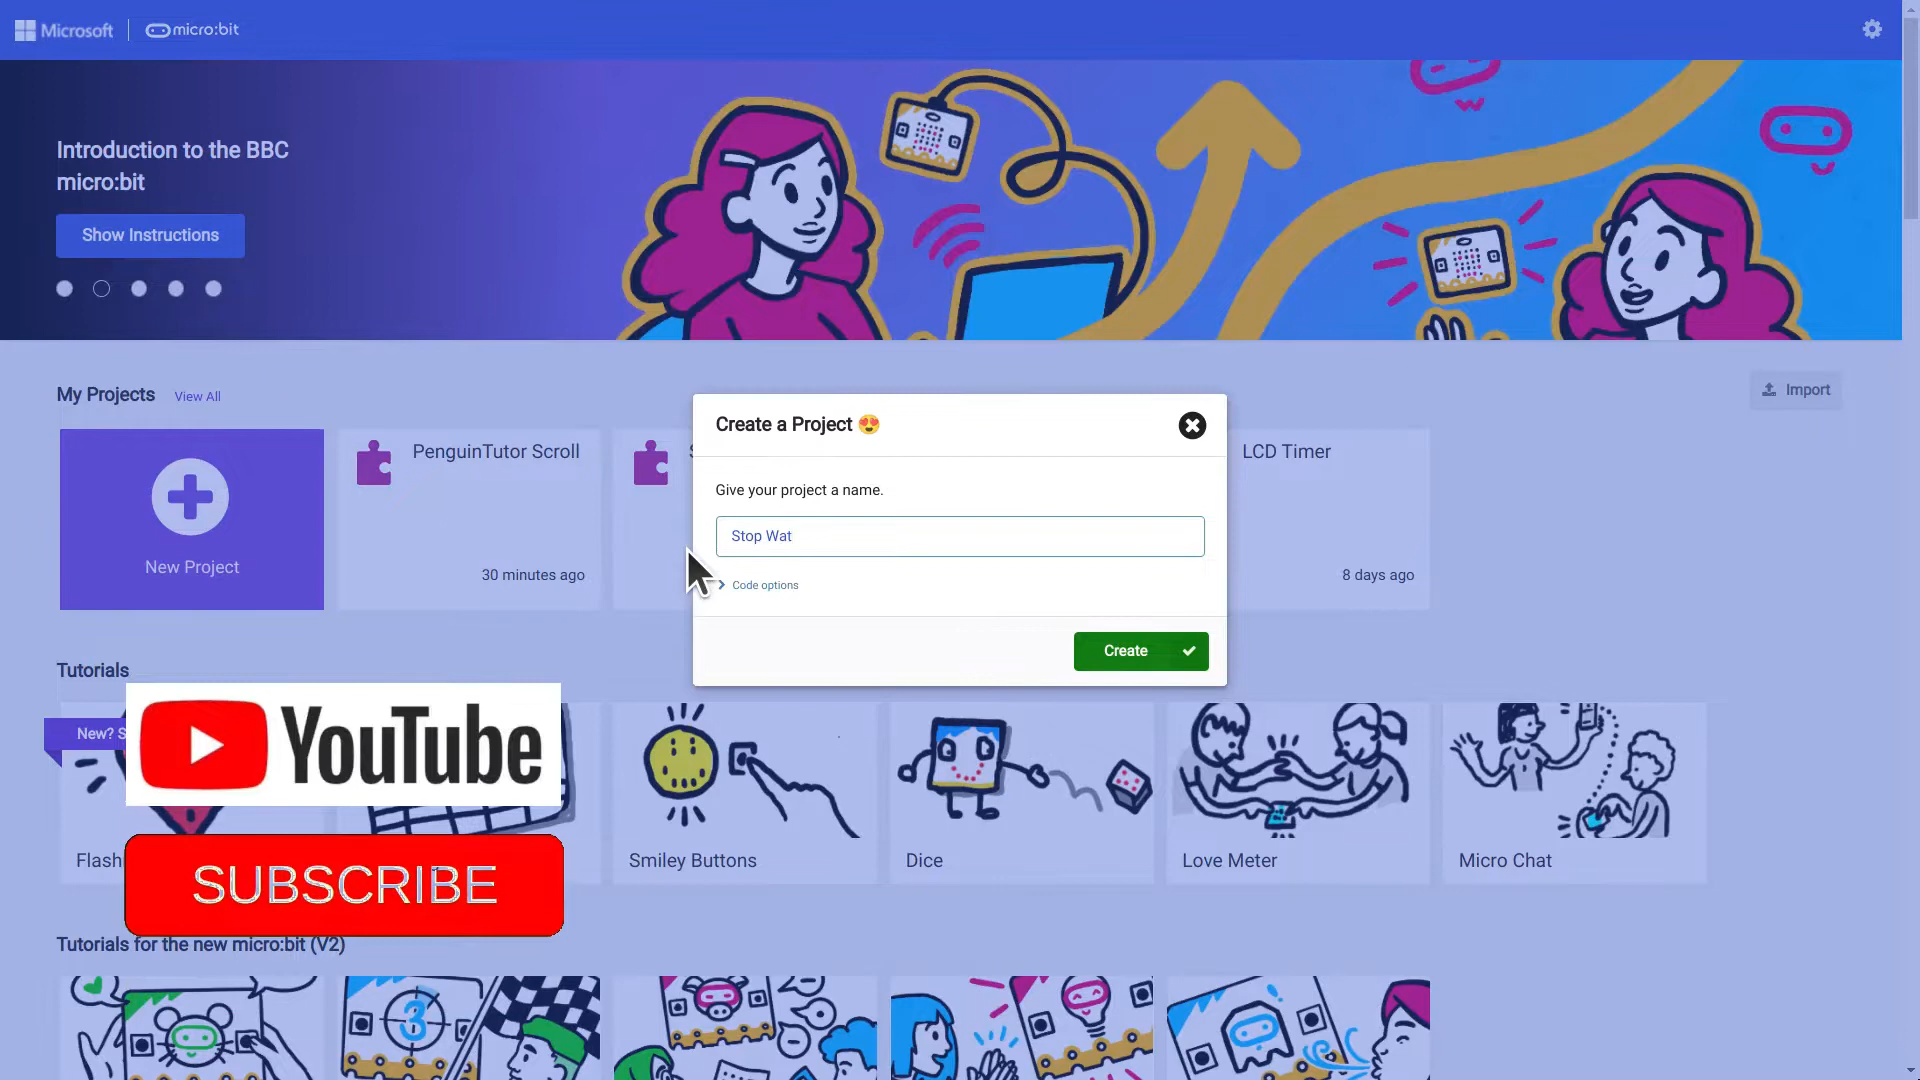 Microsoft
micro:bit
Introduction to the BBC
micro:bit
Show Instructions
My Projects View All
Import
Create a Project 😍
Give your project a name.
Stop Wat
Code options
Create
New Project
PenguinTutor Scroll
30 minutes ago
S
LCD Timer
8 days ago
Tutorials
New? S
YouTube
SUBSCRIBE
Flash
Smiley Buttons
Dice
Love Meter
Micro Chat
Tutorials for the new micro:bit (V2)
3